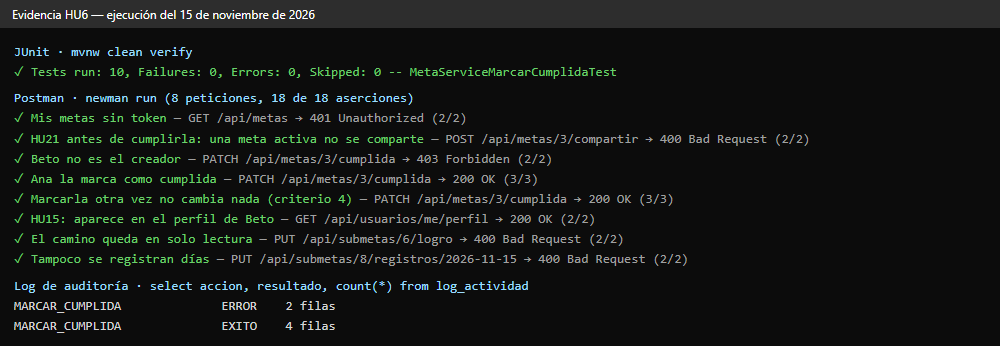 Evidencia HU6 — ejecución del 15 de noviembre de 2026
JUnit · mvnw clean verify
✓ Tests run: 10, Failures: 0, Errors: 0, Skipped: 0 -- MetaServiceMarcarCumplidaTest
Postman · newman run (8 peticiones, 18 de 18 aserciones)
✓ Mis metas sin token — GET /api/metas → 401 Unauthorized (2/2)
✓ HU21 antes de cumplirla: una meta activa no se comparte — POST /api/metas/3/compartir → 400 Bad Request (2/2)
✓ Beto no es el creador — PATCH /api/metas/3/cumplida → 403 Forbidden (2/2)
✓ Ana la marca como cumplida — PATCH /api/metas/3/cumplida → 200 OK (3/3)
✓ Marcarla otra vez no cambia nada (criterio 4) — PATCH /api/metas/3/cumplida → 200 OK (3/3)
✓ HU15: aparece en el perfil de Beto — GET /api/usuarios/me/perfil → 200 OK (2/2)
✓ El camino queda en solo lectura — PUT /api/submetas/6/logro → 400 Bad Request (2/2)
✓ Tampoco se registran días — PUT /api/submetas/8/registros/2026-11-15 → 400 Bad Request (2/2)
Log de auditoría · select accion, resultado, count(*) from log_actividad
MARCAR_CUMPLIDA ERROR 2 filas
MARCAR_CUMPLIDA EXITO 4 filas